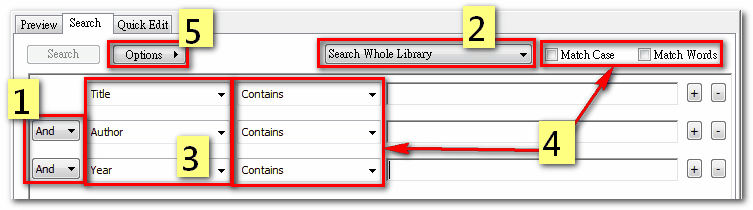 Preview Search Quick Edit
5
Search Options Search Whole Library 2 Match Case Match Words
1
Title Contains + -
And Author Contains + -
3 4
And Year Contains + -